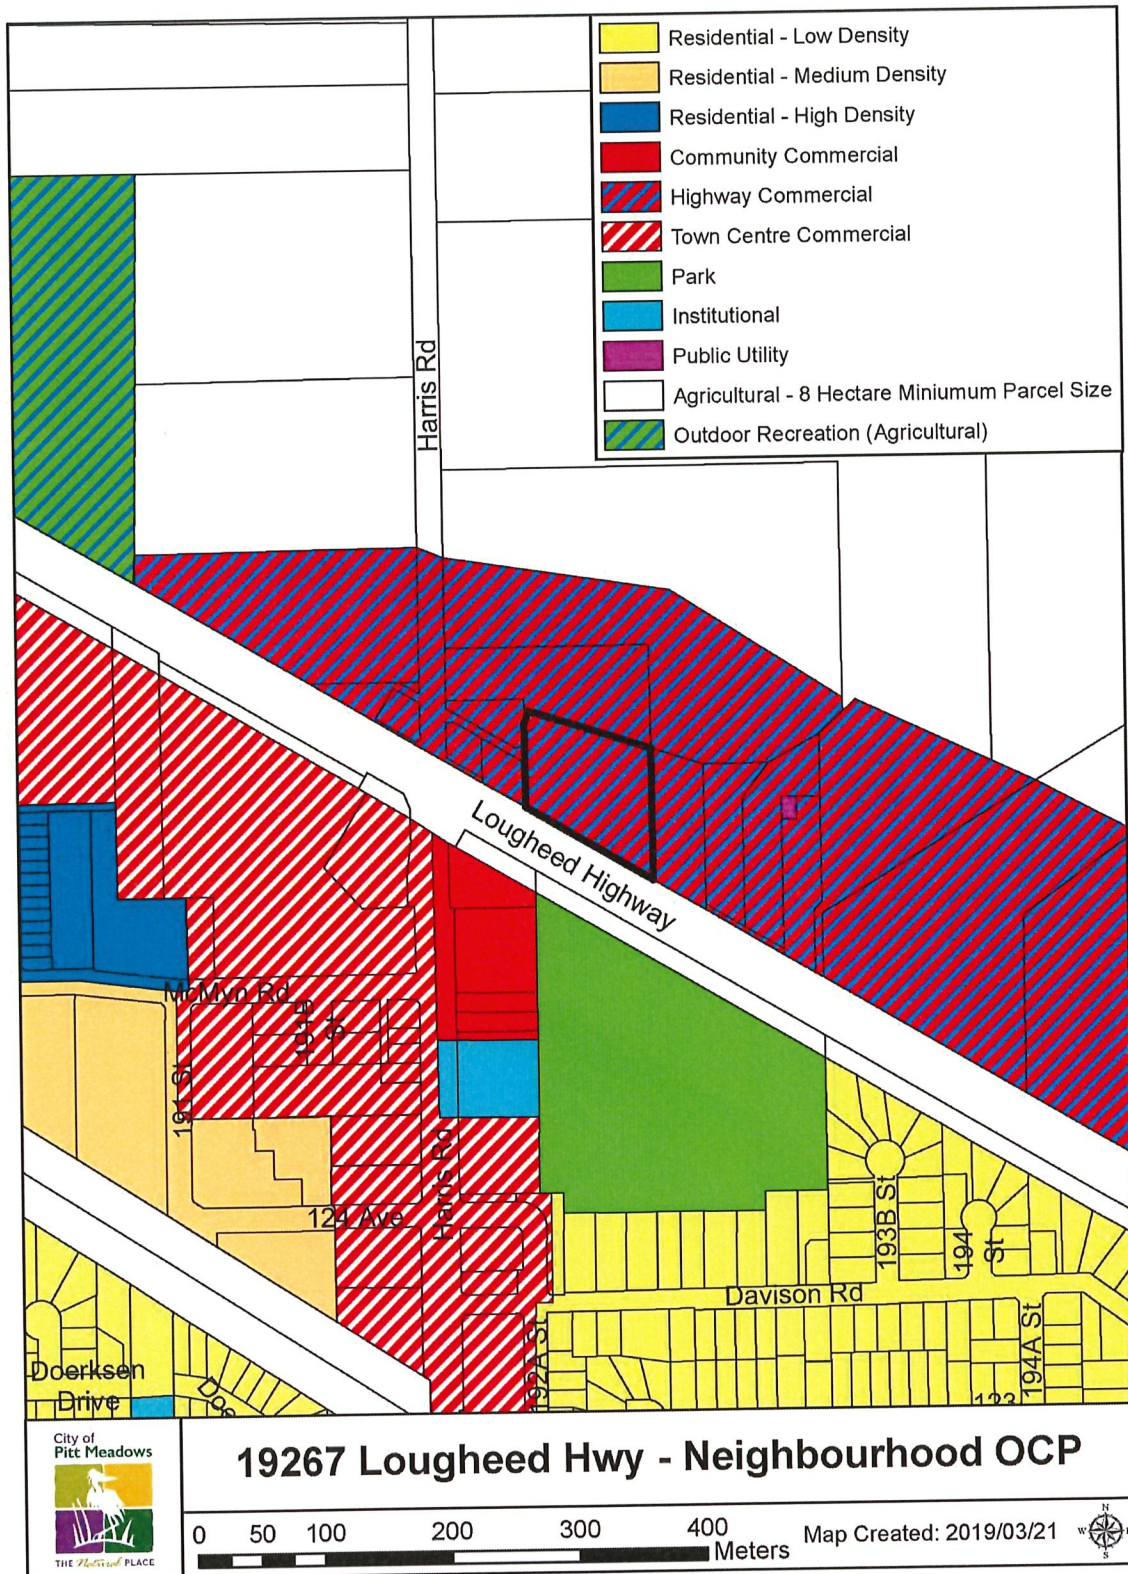 Residential - Low Density
Residential - Medium Density
Residential - High Density
Community Commercial
Highway Commercial
Town Centre Commercial
Park
Institutional
Public Utility
Agricultural - 8 Hectare Miniumum Parcel Size
Outdoor Recreation (Agricultural)
Harris Rd
Lougheed Highway
McMyn Rd
191B
St
191 St
Harris Rd
124 Ave
193B St
194
St
Davison Rd
192A St
194A St
Doerksen
Drive
Doe
City of
Pitt Meadows
THE Natural PLACE
19267 Lougheed Hwy - Neighbourhood OCP
0 50 100 200 300 400
Meters
Map Created: 2019/03/21
N
W
S